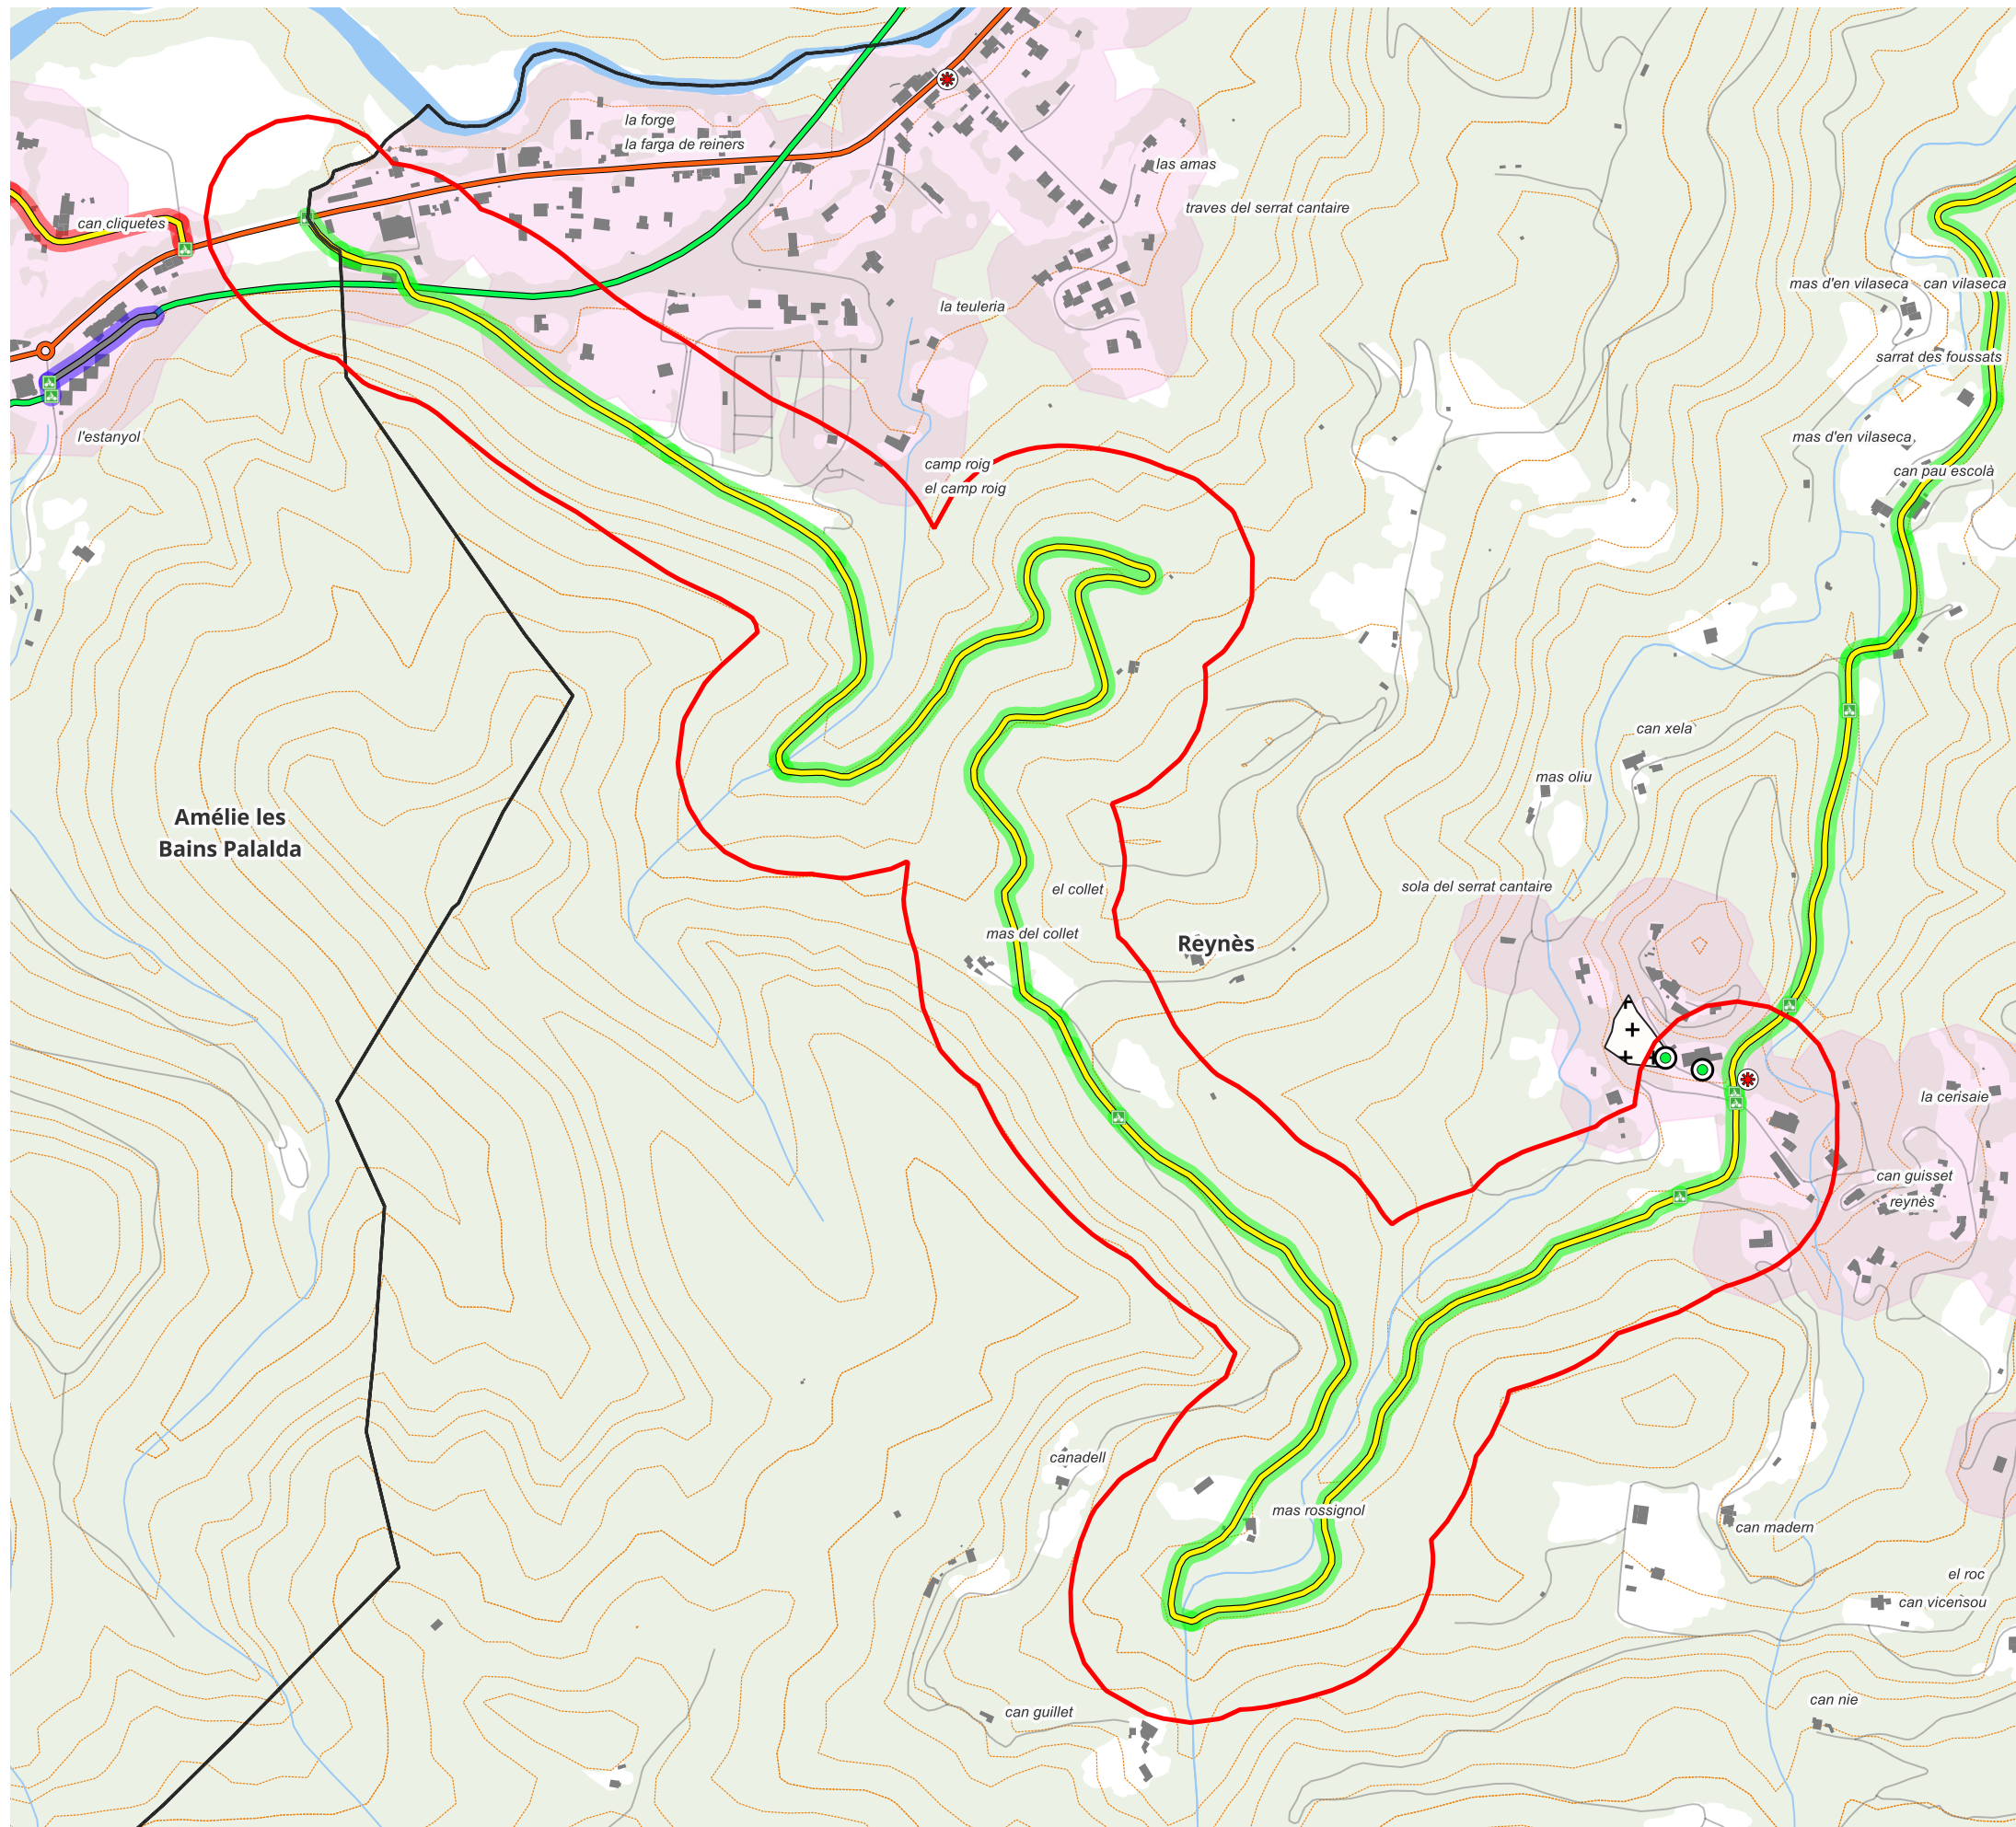 la forge
la farga de reiners
las amas
traves del serrat cantaire
can cliquetes
mas d'en vilaseca
can vilaseca
la teuleria
sarrat des foussats
l'estanyol
mas d'en vilaseca
camp roig
el camp roig
can pau escolà
can xela
mas oliu
Amélie les
Bains Palalda
el collet
sola del serrat cantaire
mas del collet
Reynès
la cerisaie
can guisset
reynès
canadell
mas rossignol
can madern
el roc
can vicensou
can guillet
can nie